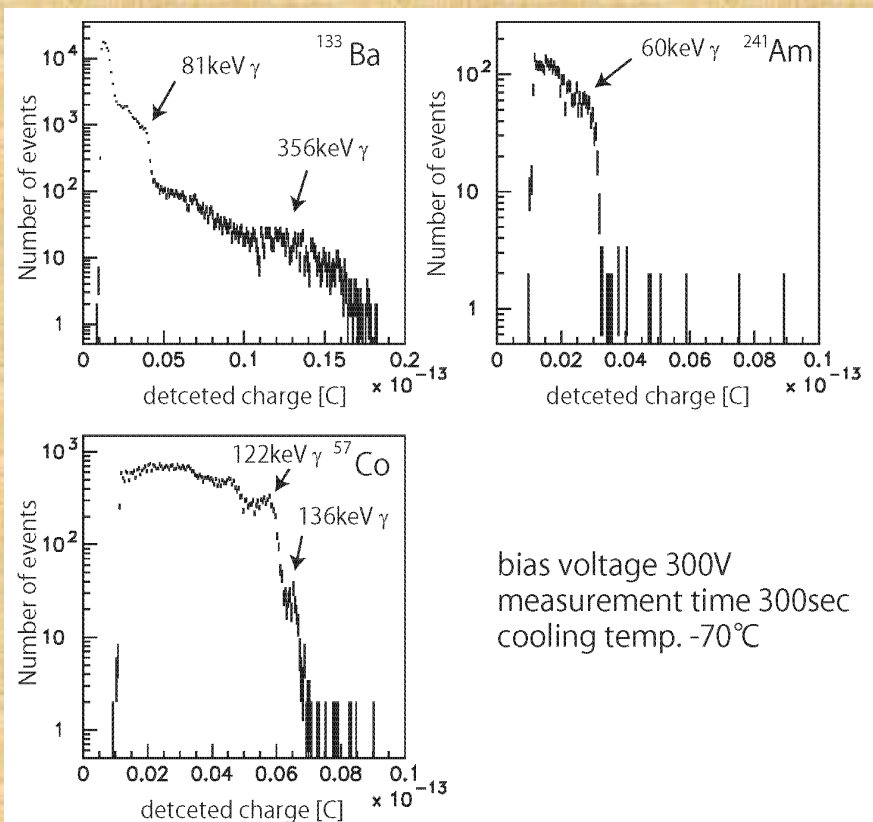 ¹³³Ba
81keV γ
356keV γ
Number of events
10⁴
10³
10²
10
1
0 0.05 0.1 0.15 0.2
× 10⁻¹³
detceted charge [C]
²⁴¹Am
60keV γ
Number of events
10²
10
1
0 0.02 0.04 0.06 0.08 0.1
× 10⁻¹³
detceted charge [C]
122keV γ ⁵⁷Co
136keV γ
Number of events
10³
10²
10
1
0 0.02 0.04 0.06 0.08 0.1
× 10⁻¹³
detceted charge [C]
bias voltage 300V
measurement time 300sec
cooling temp. -70℃